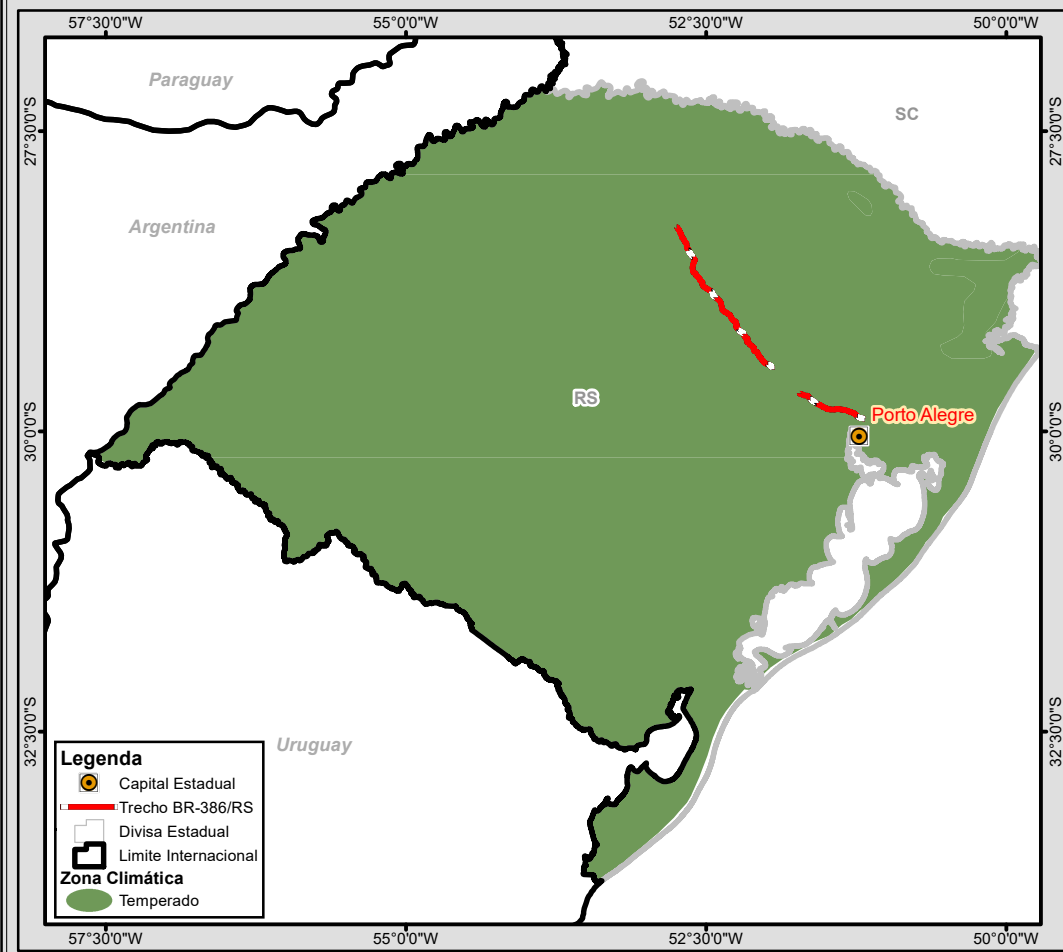 57°30'0"W
55°0'0"W
52°30'0"W
50°0'0"W
Paraguay
SC
27°30'0"S
27°30'0"S
Argentina
RS
Porto Alegre
30°0'0"S
30°0'0"S
Uruguay
32°30'0"S
32°30'0"S
Legenda
Capital Estadual
Trecho BR-386/RS
Divisa Estadual
Limite Internacional
Zona Climática
Temperado
57°30'0"W
55°0'0"W
52°30'0"W
50°0'0"W